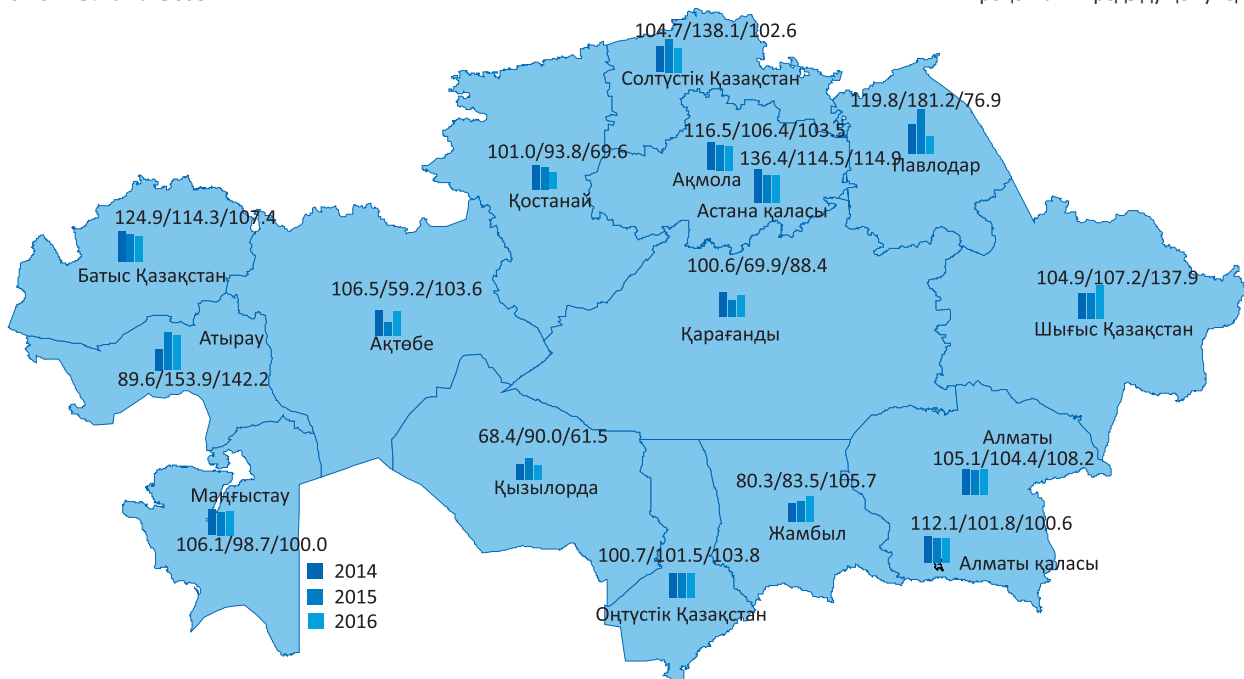 104.7/138.1/102.6
Солтүстік Қазақстан
119.8/181.2/76.9
Павлодар
116.5/106.4/103.5
Ақмола
136.4/114.5/114.9
Астана қаласы
101.0/93.8/69.6
Қостанай
124.9/114.3/107.4
Батыс Қазақстан
106.5/59.2/103.6
Ақтөбе
100.6/69.9/88.4
Қарағанды
104.9/107.2/137.9
Шығыс Қазақстан
Атырау
89.6/153.9/142.2
68.4/90.0/61.5
Қызылорда
Алматы
105.1/104.4/108.2
80.3/83.5/105.7
Жамбыл
Маңғыстау
106.1/98.7/100.0
112.1/101.8/100.6
Алматы қаласы
100.7/101.5/103.8
Оңтүстік Қазақстан
2014
2015
2016